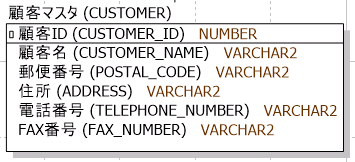 顧客マスタ (CUSTOMER)
顧客ID (CUSTOMER_ID) NUMBER
顧客名 (CUSTOMER_NAME) VARCHAR2
郵便番号 (POSTAL_CODE) VARCHAR2
住所 (ADDRESS) VARCHAR2
電話番号 (TELEPHONE_NUMBER) VARCHAR2
FAX番号 (FAX_NUMBER) VARCHAR2